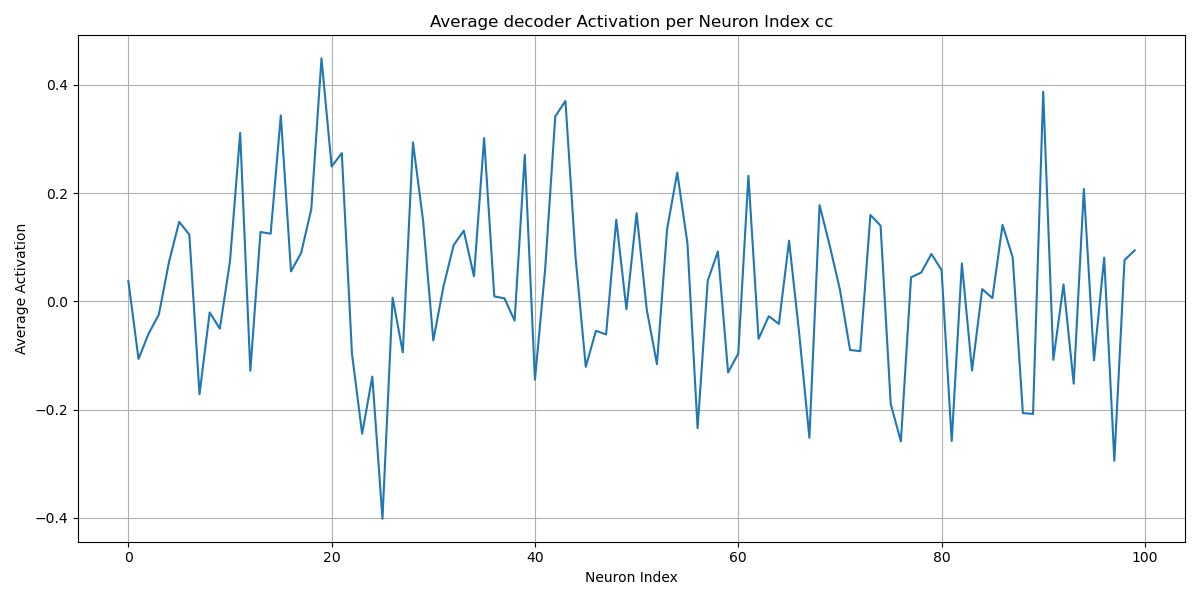 Average decoder Activation per Neuron Index cc
Average Activation
0.4
0.2
0.0
−0.2
−0.4
0 20 40 60 80 100
Neuron Index